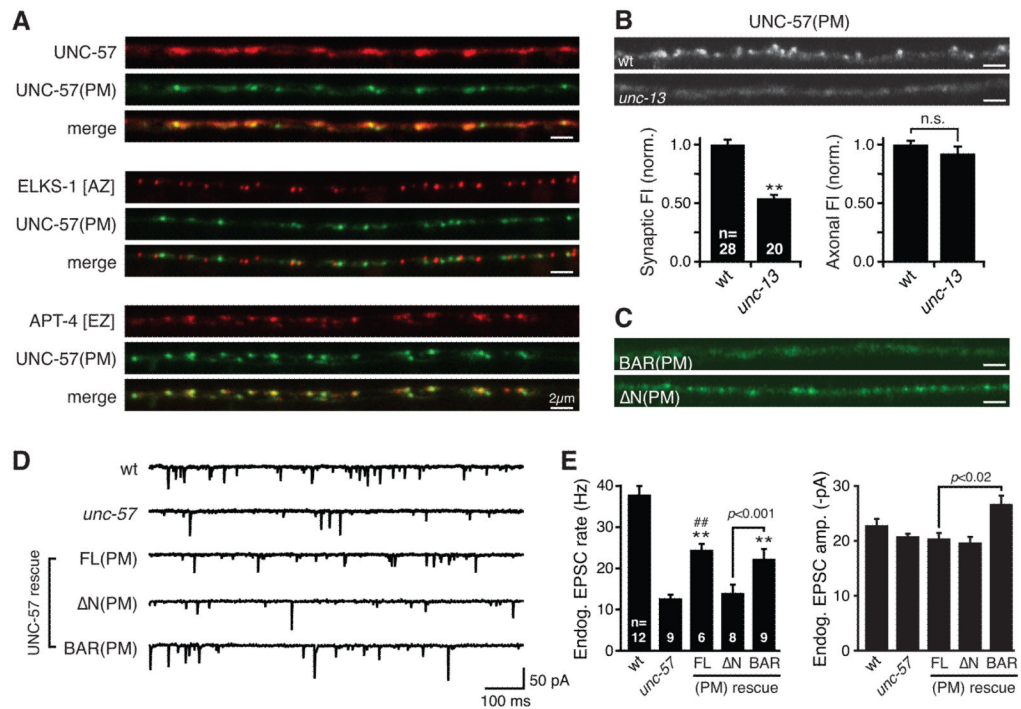 A
UNC-57
UNC-57(PM)
merge
ELKS-1 [AZ]
UNC-57(PM)
merge
APT-4 [EZ]
UNC-57(PM)
merge
2µm
B
UNC-57(PM)
wt
unc-13
Synaptic FI (norm.)
1.0
0.50
0.0
**
n=
28
20
wt
unc-13
Axonal FI (norm.)
1.0
0.50
0.0
n.s.
wt
unc-13
C
BAR(PM)
ΔN(PM)
D
wt
unc-57
UNC-57 rescue
FL(PM)
ΔN(PM)
BAR(PM)
50 pA
100 ms
E
Endog. EPSC rate (Hz)
40
30
20
10
0
##
**
p<0.001
**
n=
12
9
6
8
9
wt
unc-57
FL
ΔN
BAR
(PM) rescue
Endog. EPSC amp. (-pA)
30
20
10
0
p<0.02
wt
unc-57
FL
ΔN
BAR
(PM) rescue